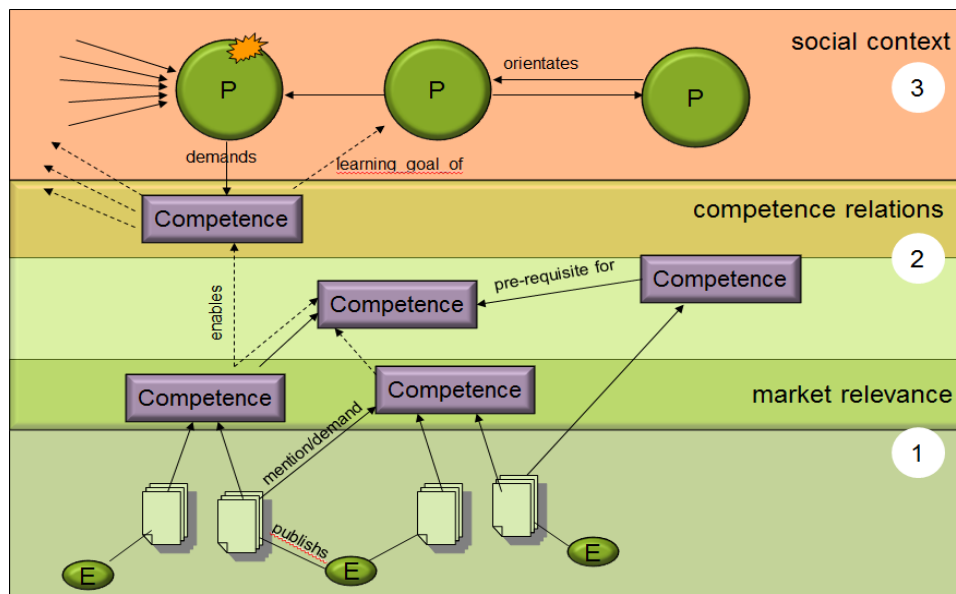 social context
3
P
P
P
orientates
demands
learning_goal_of
Competence
competence relations
2
Competence
pre-requisite for
Competence
enables
Competence
Competence
market relevance
1
mention/demand
publishs
E
E
E